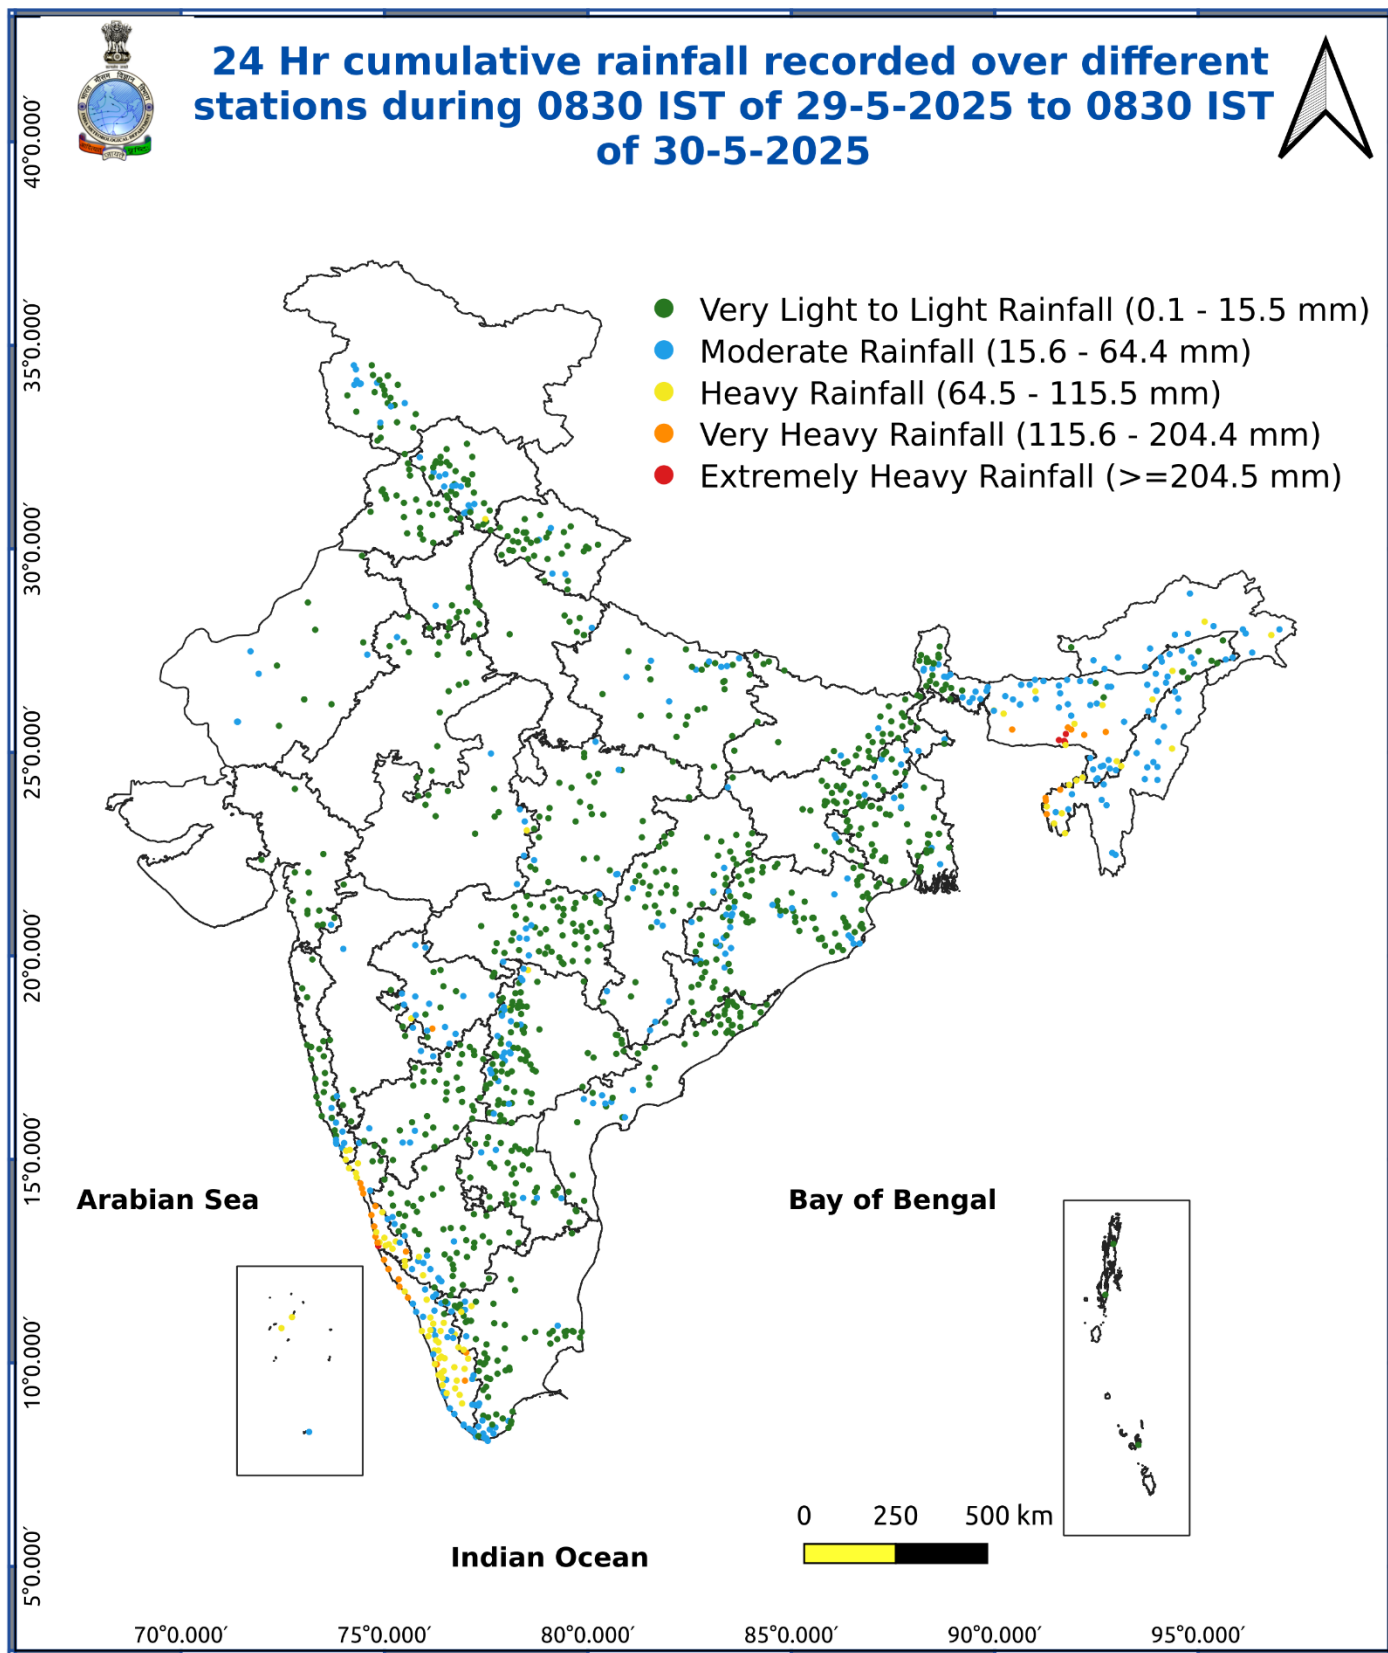 24 Hr cumulative rainfall recorded over different
stations during 0830 IST of 29-5-2025 to 0830 IST
of 30-5-2025
Very Light to Light Rainfall (0.1 - 15.5 mm)
Moderate Rainfall (15.6 - 64.4 mm)
Heavy Rainfall (64.5 - 115.5 mm)
Very Heavy Rainfall (115.6 - 204.4 mm)
Extremely Heavy Rainfall (>=204.5 mm)
40°0.000′
35°0.000′
30°0.000′
25°0.000′
20°0.000′
15°0.000′
10°0.000′
5°0.000′
Arabian Sea
Bay of Bengal
Indian Ocean
0 250 500 km
70°0.000′ 75°0.000′ 80°0.000′ 85°0.000′ 90°0.000′ 95°0.000′